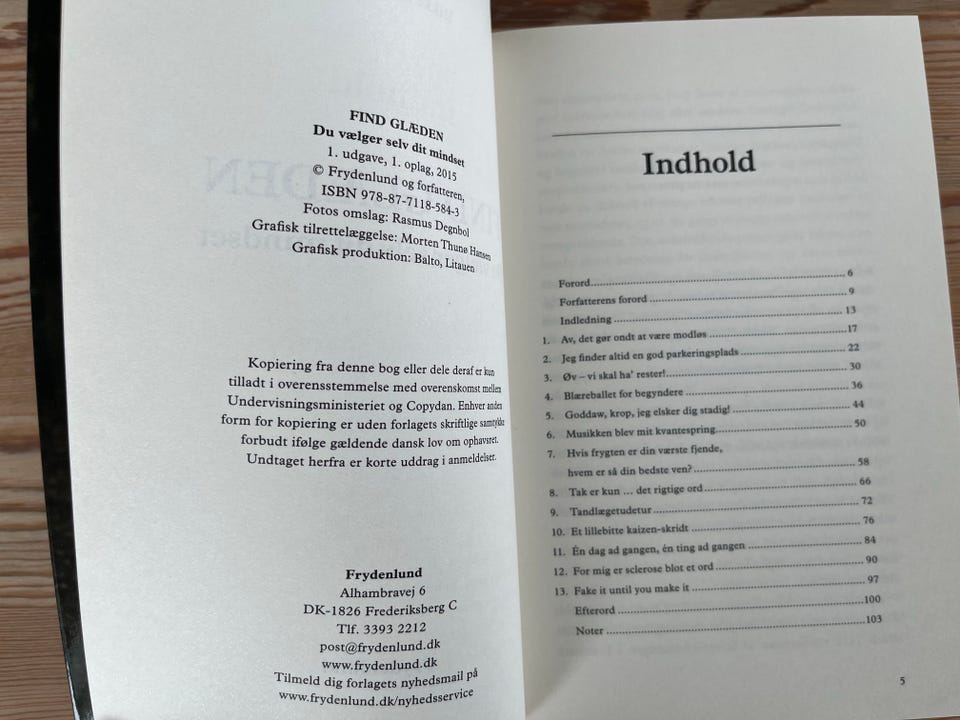 FIND GLÆDEN
Du vælger selv dit mindset
1. udgave, 1. oplag, 2015
© Frydenlund og forfatteren,
ISBN 978-87-7118-584-3
Fotos omslag: Rasmus Degnbol
Grafisk tilrettelæggelse: Morten Thunø Hansen
Grafisk produktion: Balto, Litauen
Kopiering fra denne bog eller dele deraf er kun
tilladt i overensstemmelse med overenskomst mellem
Undervisningsministeriet og Copydan. Enhver anden
form for kopiering er uden forlagets skriftlige samtykke
forbudt ifølge gældende dansk lov om ophavsret.
Undtaget herfra er korte uddrag i anmeldelser.
Frydenlund
Alhambravej 6
DK-1826 Frederiksberg C
Tlf. 3393 2212
post@frydenlund.dk
www.frydenlund.dk
Tilmeld dig forlagets nyhedsmail på
www.frydenlund.dk/nyhedsservice
Indhold
Forord 6
Forfatterens forord 9
Indledning 13
1. Av, det gør ondt at være modløs 17
2. Jeg finder altid en god parkeringsplads 22
3. Øv – vi skal ha' rester! 30
4. Blæreballet for begyndere 36
5. Goddaw, krop, jeg elsker dig stadig! 44
6. Musikken blev mit kvantespring 50
7. Hvis frygten er din værste fjende,
hvem er så din bedste ven? 58
8. Tak er kun ... det rigtige ord 66
9. Tandlægetudetur 72
10. Et lillebitte kaizen-skridt 76
11. Én dag ad gangen, én ting ad gangen 84
12. For mig er sclerose blot et ord 90
13. Fake it until you make it 97
Efterord 100
Noter 103
5